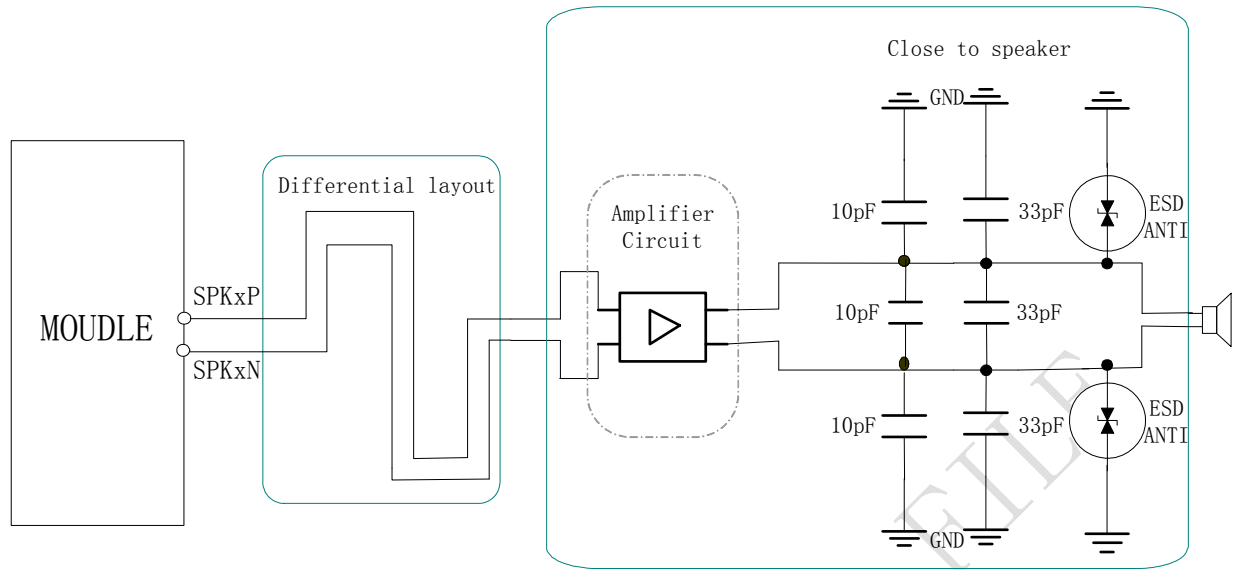 Close to speaker
GND
Differential layout
Amplifier
Circuit
10pF
33pF
ESD
ANTI
SPKxP
MOUDLE
SPKxN
10pF
33pF
10pF
33pF
ESD
ANTI
GND
FILE